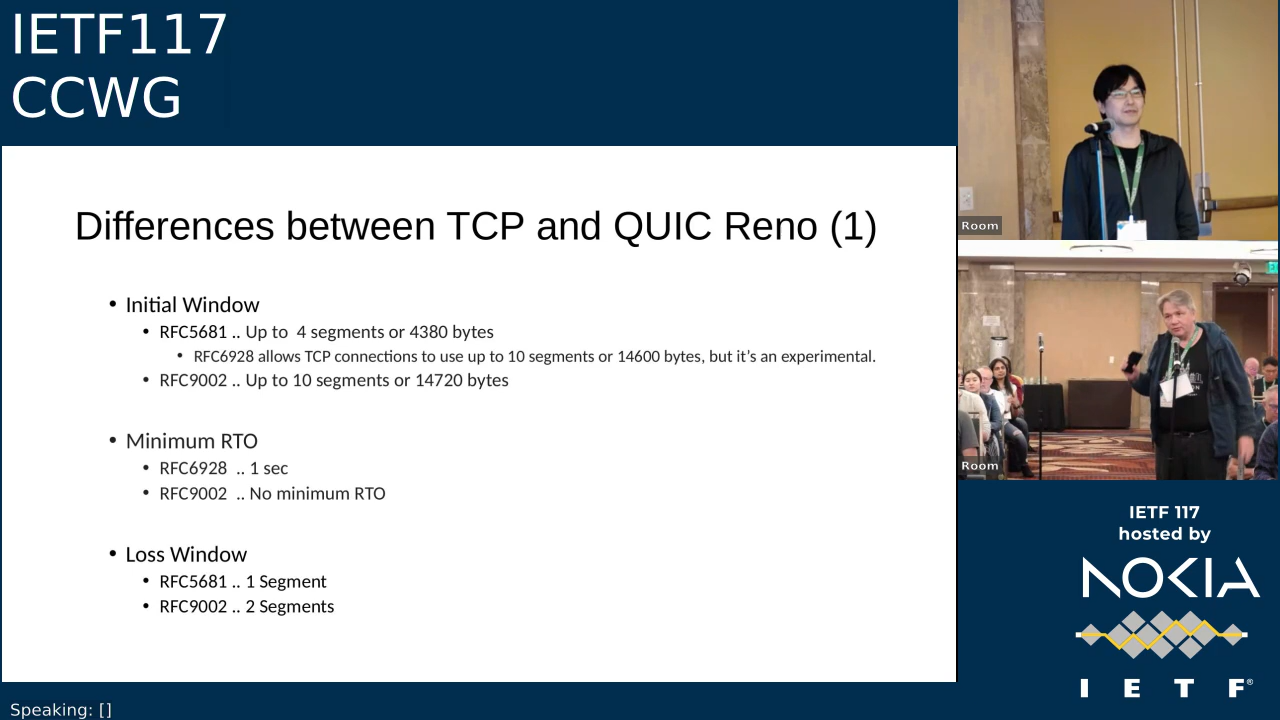 IETF117
CCWG
Differences between TCP and QUIC Reno (1)
• Initial Window
• RFC5681 .. Up to  4 segments or 4380 bytes
• RFC6928 allows TCP connections to use up to 10 segments or 14600 bytes, but it's an experimental.
• RFC9002 .. Up to 10 segments or 14720 bytes
• Minimum RTO
• RFC6928  .. 1 sec
• RFC9002  .. No minimum RTO
• Loss Window
• RFC5681 .. 1 Segment
• RFC9002 .. 2 Segments
Room
Room
IETF 117
hosted by
NOKIA
I E T F®
Speaking: []